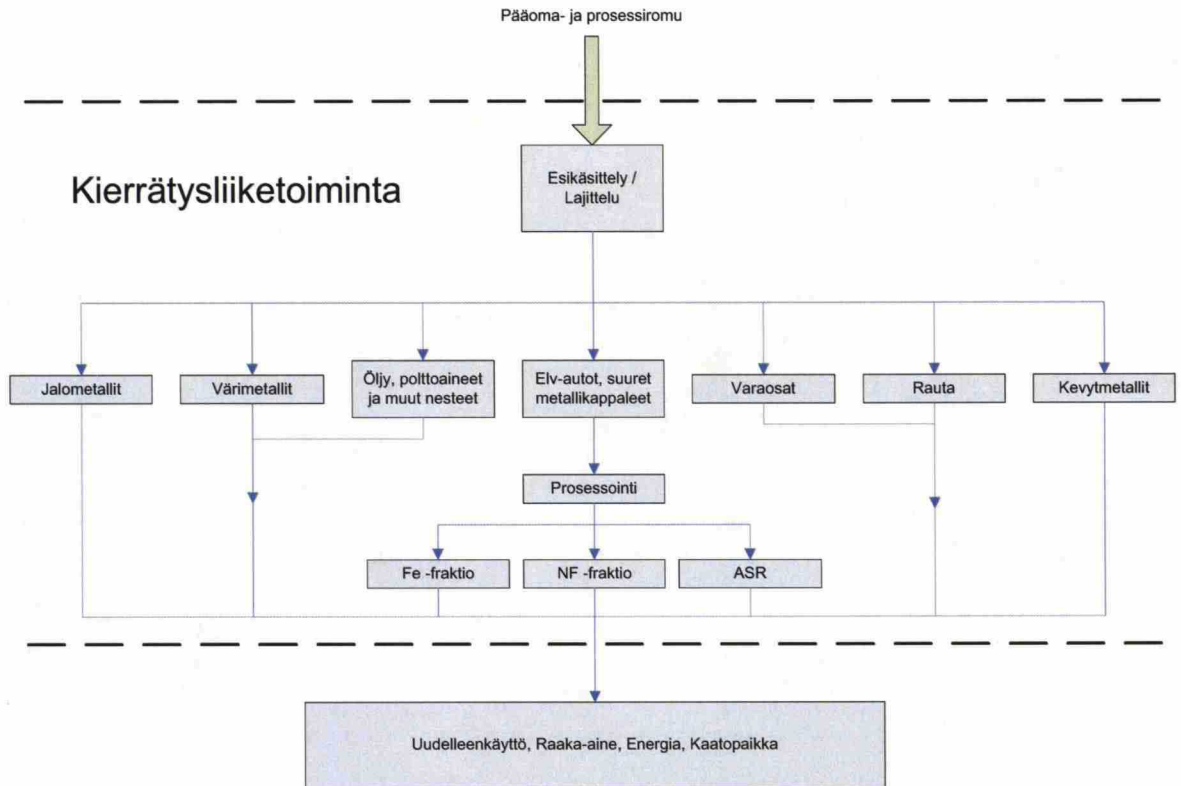 Pääoma- ja prosessiromu
Kierrätysliiketoiminta
Esikäsittely /
Lajittelu
Jalometallit
Värimetallit
Öljy, polttoaineet
ja muut nesteet
Elv-autot, suuret
metallikappaleet
Varaosat
Rauta
Kevytmetallit
Prosessointi
Fe -fraktio
NF -fraktio
ASR
Uudelleenkäyttö, Raaka-aine, Energia, Kaatopaikka